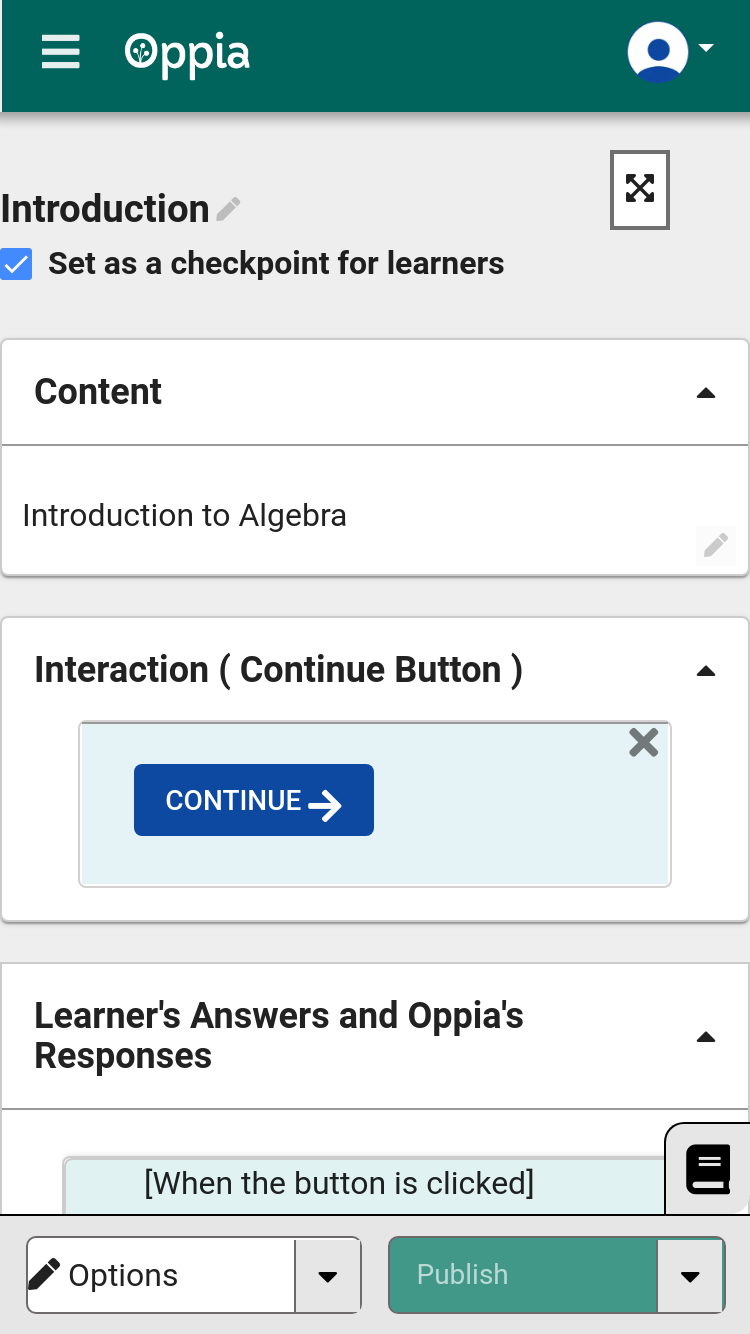 Oppia
Introduction
Set as a checkpoint for learners
Content
Introduction to Algebra
Interaction ( Continue Button )
CONTINUE
Learner's Answers and Oppia's
Responses
[When the button is clicked]
Options
Publish